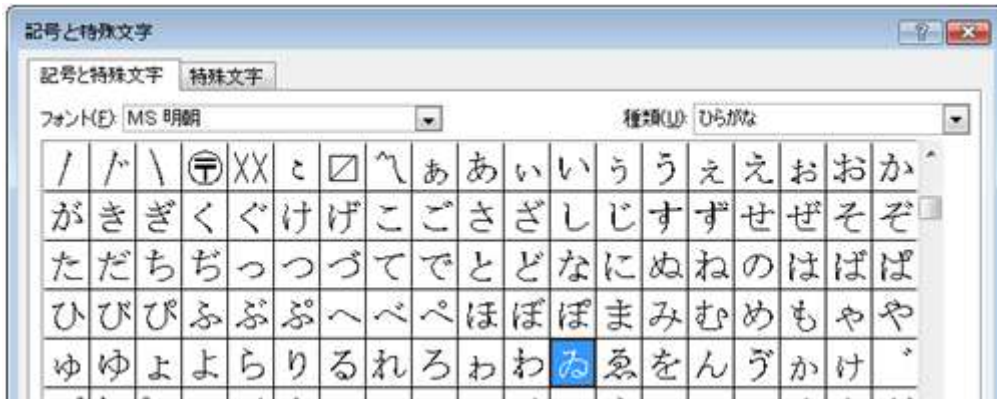 記号と特殊文字
記号と特殊文字 特殊文字
フォント(F): MS 明朝 種類(U): ひらがな
〳 〴 〵 〶 ぁ あ ぃ い ぅ う ぇ え ぉ お か
が き ぎ く ぐ け げ こ ご さ ざ し じ す ず せ ぜ そ ぞ
た だ ち ぢ っ つ づ て で と ど な に ぬ ね の は ば ぱ
ひ び ぴ ふ ぶ ぷ へ べ ぺ ほ ぼ ぽ ま み む め も ゃ や
ゅ ゆ ょ よ ら り る れ ろ ゎ わ ゐ ゑ を ん ゔ ゕ ゖ ゛